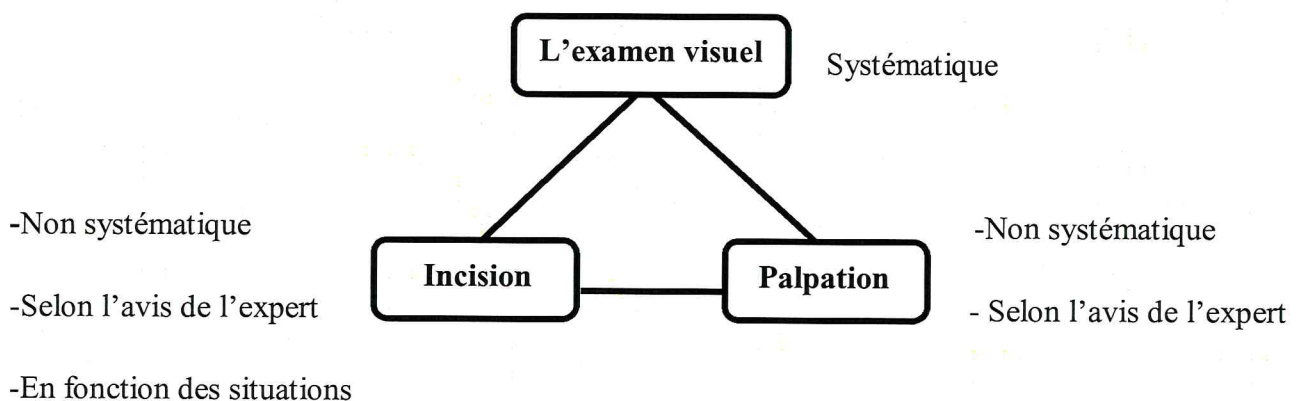 L'examen visuel
Systématique
-Non systématique
-Selon l'avis de l'expert
-En fonction des situations
Incision
Palpation
-Non systématique
- Selon l'avis de l'expert